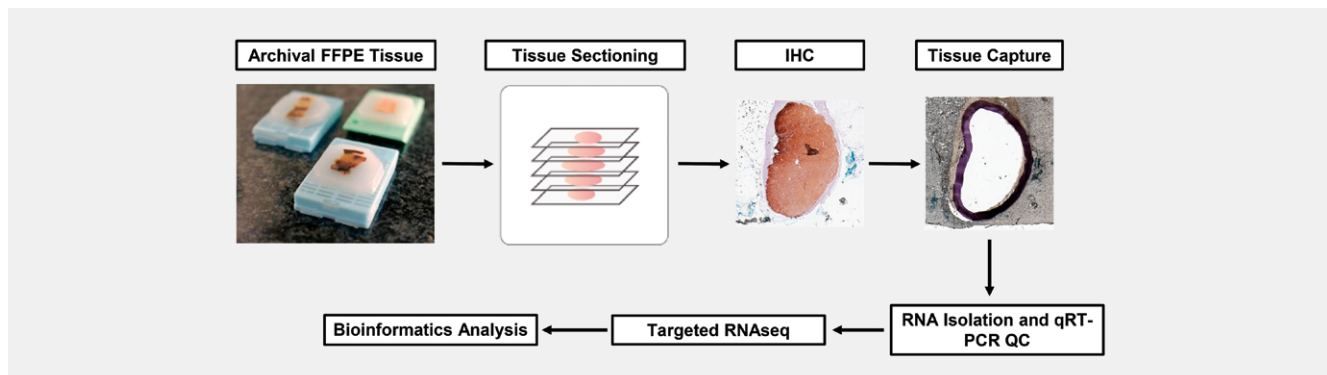 Archival FFPE Tissue
Tissue Sectioning
IHC
Tissue Capture
RNA Isolation and qRT-
PCR QC
Targeted RNAseq
Bioinformatics Analysis